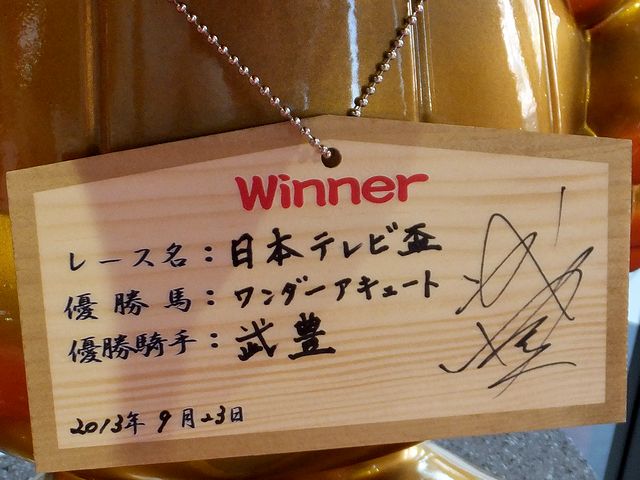 Winner
レース名：日本テレビ盃
優勝馬：ワンダーアキュート
優勝騎手：武豊
2013年9月23日